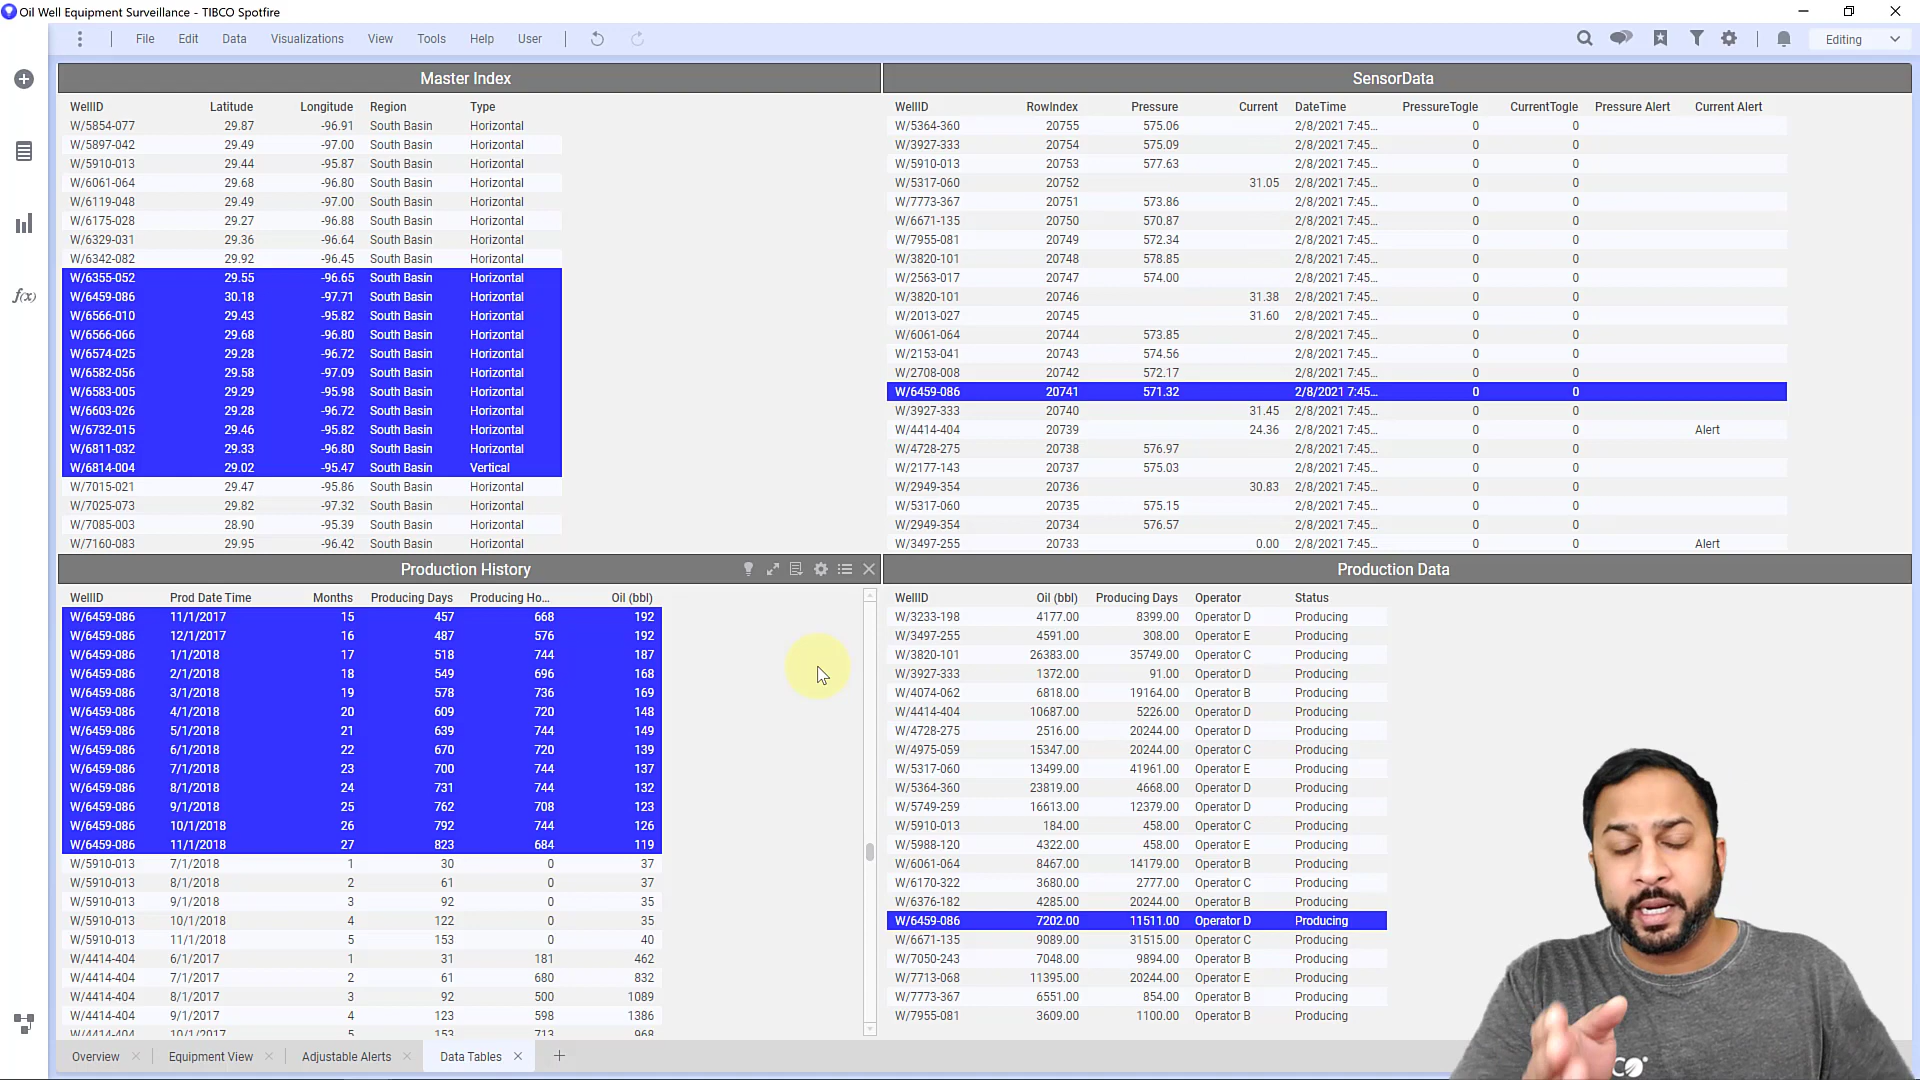 Oil Well Equipment Surveillance - TIBCO Spotfire
File Edit Data Visualizations View Tools Help User Editing
Master Index
WellID Latitude Longitude Region Type
W/5854-077 29.87 -96.91 South Basin Horizontal
W/5897-042 29.49 -97.00 South Basin Horizontal
W/5910-013 29.44 -95.87 South Basin Horizontal
W/6061-064 29.68 -96.80 South Basin Horizontal
W/6119-048 29.49 -97.00 South Basin Horizontal
W/6175-028 29.27 -96.88 South Basin Horizontal
W/6329-031 29.36 -96.64 South Basin Horizontal
W/6342-082 29.92 -96.45 South Basin Horizontal
W/6355-052 29.55 -96.65 South Basin Horizontal
W/6459-086 30.18 -97.71 South Basin Horizontal
W/6566-010 29.43 -95.82 South Basin Horizontal
W/6566-066 29.68 -96.80 South Basin Horizontal
W/6574-025 29.28 -96.72 South Basin Horizontal
W/6582-056 29.58 -97.09 South Basin Horizontal
W/6583-005 29.29 -95.98 South Basin Horizontal
W/6603-026 29.28 -96.72 South Basin Horizontal
W/6732-015 29.46 -95.82 South Basin Horizontal
W/6811-032 29.33 -96.80 South Basin Horizontal
W/6814-004 29.02 -95.47 South Basin Vertical
W/7015-021 29.47 -95.86 South Basin Horizontal
W/7025-073 29.82 -97.32 South Basin Horizontal
W/7085-003 28.90 -95.39 South Basin Horizontal
W/7160-083 29.95 -96.42 South Basin Horizontal
SensorData
WellID RowIndex Pressure Current DateTime PressureTogle CurrentTogle Pressure Alert Current Alert
W/5364-360 20755 575.06 2/8/2021 7:45... 0 0
W/3927-333 20754 575.09 2/8/2021 7:45... 0 0
W/5910-013 20753 577.63 2/8/2021 7:45... 0 0
W/5317-060 20752 31.05 2/8/2021 7:45... 0 0
W/7773-367 20751 573.86 2/8/2021 7:45... 0 0
W/6671-135 20750 570.87 2/8/2021 7:45... 0 0
W/7955-081 20749 572.34 2/8/2021 7:45... 0 0
W/3820-101 20748 578.85 2/8/2021 7:45... 0 0
W/2563-017 20747 574.00 2/8/2021 7:45... 0 0
W/3820-101 20746 31.38 2/8/2021 7:45... 0 0
W/2013-027 20745 31.60 2/8/2021 7:45... 0 0
W/6061-064 20744 573.85 2/8/2021 7:45... 0 0
W/2153-041 20743 574.56 2/8/2021 7:45... 0 0
W/2708-008 20742 572.17 2/8/2021 7:45... 0 0
W/6459-086 20741 571.32 2/8/2021 7:45... 0 0
W/3927-333 20740 31.45 2/8/2021 7:45... 0 0
W/4414-404 20739 24.36 2/8/2021 7:45... 0 0 Alert
W/4728-275 20738 576.97 2/8/2021 7:45... 0 0
W/2177-143 20737 575.03 2/8/2021 7:45... 0 0
W/2949-354 20736 30.83 2/8/2021 7:45... 0 0
W/5317-060 20735 575.15 2/8/2021 7:45... 0 0
W/2949-354 20734 576.57 2/8/2021 7:45... 0 0
W/3497-255 20733 0.00 2/8/2021 7:45... 0 0 Alert
Production History
WellID Prod Date Time Months Producing Days Producing Ho... Oil (bbl)
W/6459-086 11/1/2017 15 457 668 192
W/6459-086 12/1/2017 16 487 576 192
W/6459-086 1/1/2018 17 518 744 187
W/6459-086 2/1/2018 18 549 696 168
W/6459-086 3/1/2018 19 578 736 169
W/6459-086 4/1/2018 20 609 720 148
W/6459-086 5/1/2018 21 639 744 149
W/6459-086 6/1/2018 22 670 720 139
W/6459-086 7/1/2018 23 700 744 137
W/6459-086 8/1/2018 24 731 744 132
W/6459-086 9/1/2018 25 762 708 123
W/6459-086 10/1/2018 26 792 744 126
W/6459-086 11/1/2018 27 823 684 119
W/5910-013 7/1/2018 1 30 0 37
W/5910-013 8/1/2018 2 61 0 37
W/5910-013 9/1/2018 3 92 0 35
W/5910-013 10/1/2018 4 122 0 35
W/5910-013 11/1/2018 5 153 0 40
W/4414-404 6/1/2017 1 31 181 462
W/4414-404 7/1/2017 2 61 680 832
W/4414-404 8/1/2017 3 92 500 1089
W/4414-404 9/1/2017 4 123 598 1386
W/4414-404 10/1/2017 5 153 713 968
Production Data
WellID Oil (bbl) Producing Days Operator Status
W/3233-198 4177.00 8399.00 Operator D Producing
W/3497-255 4591.00 308.00 Operator E Producing
W/3820-101 26383.00 35749.00 Operator C Producing
W/3927-333 1372.00 91.00 Operator D Producing
W/4074-062 6818.00 19164.00 Operator B Producing
W/4414-404 10687.00 5226.00 Operator D Producing
W/4728-275 2516.00 20244.00 Operator D Producing
W/4975-059 15347.00 20244.00 Operator C Producing
W/5317-060 13499.00 41961.00 Operator E Producing
W/5364-360 23819.00 4668.00 Operator D Producing
W/5749-259 16613.00 12379.00 Operator D Producing
W/5910-013 184.00 458.00 Operator C Producing
W/5988-120 4322.00 458.00 Operator E Producing
W/6061-064 8467.00 14179.00 Operator B Producing
W/6170-322 3680.00 2777.00 Operator C Producing
W/6376-182 4285.00 20244.00 Operator B Producing
W/6459-086 7202.00 11511.00 Operator D Producing
W/6671-135 9089.00 31515.00 Operator C Producing
W/7050-243 7048.00 9894.00 Operator B Producing
W/7713-068 11395.00 20244.00 Operator E Producing
W/7773-367 6551.00 854.00 Operator B Producing
W/7955-081 3609.00 1100.00 Operator B Producing
Overview Equipment View Adjustable Alerts Data Tables
f(x)